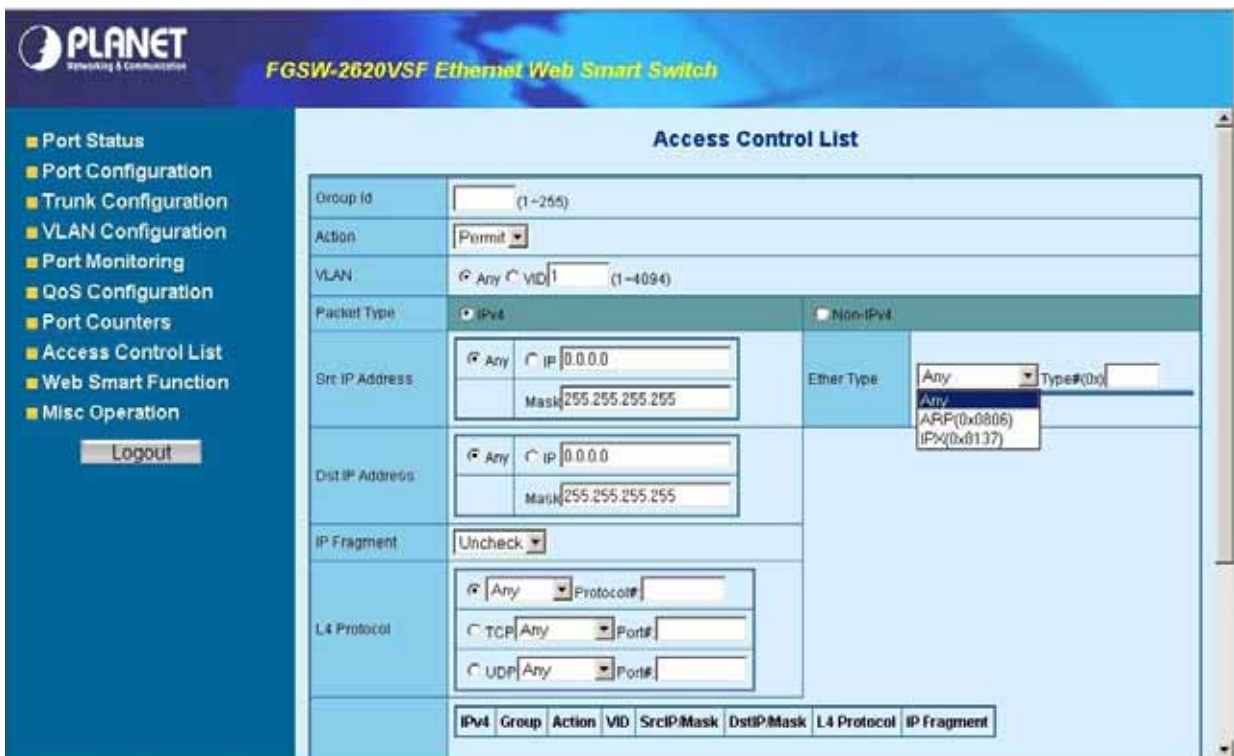 PLANET
Networking & Communication
FGSW-2620VSF Ethernet Web Smart Switch
Port Status
Port Configuration
Trunk Configuration
VLAN Configuration
Port Monitoring
QoS Configuration
Port Counters
Access Control List
Web Smart Function
Misc Operation
Logout
Access Control List
Group Id (1~255)
Action Permit
VLAN Any VID 1 (1~4094)
Packet Type IPv4 Non-IPv4
Src IP Address Any IP 0.0.0.0
Mask 255.255.255.255
Ether Type Any Type#(0x)
Any
ARP(0x0806)
IPX(0x8137)
Dst IP Address Any IP 0.0.0.0
Mask 255.255.255.255
IP Fragment Uncheck
L4 Protocol Any Protocol#:
TCP Any Port#:
UDP Any Port#:
IPv4 Group Action VID SrcIP/Mask DstIP/Mask L4 Protocol IP Fragment